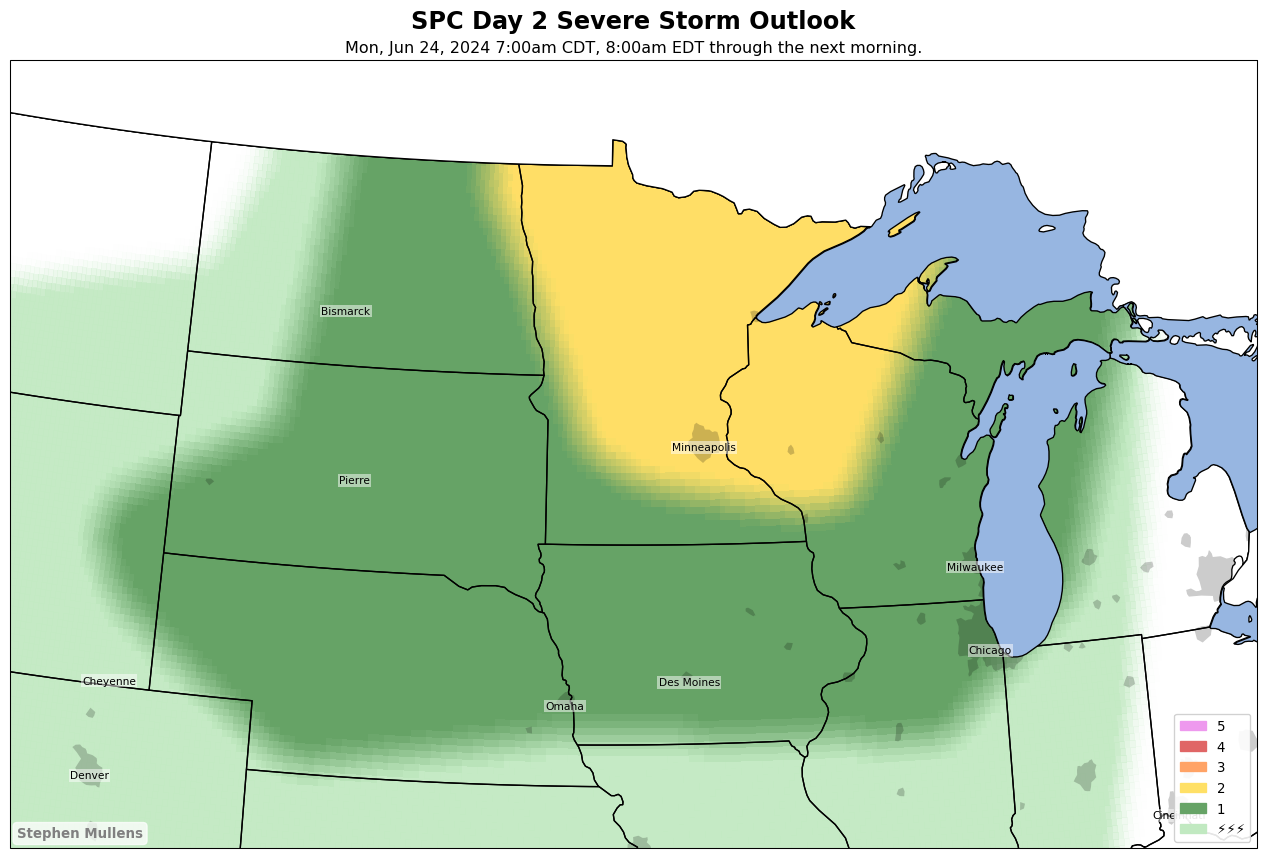 SPC Day 2 Severe Storm Outlook
Mon, Jun 24, 2024 7:00am CDT, 8:00am EDT through the next morning.
Bismarck
Minneapolis
Pierre
Milwaukee
Chicago
Cheyenne
Des Moines
Omaha
Denver
5
4
3
2
1
⚡⚡⚡
Stephen Mullens